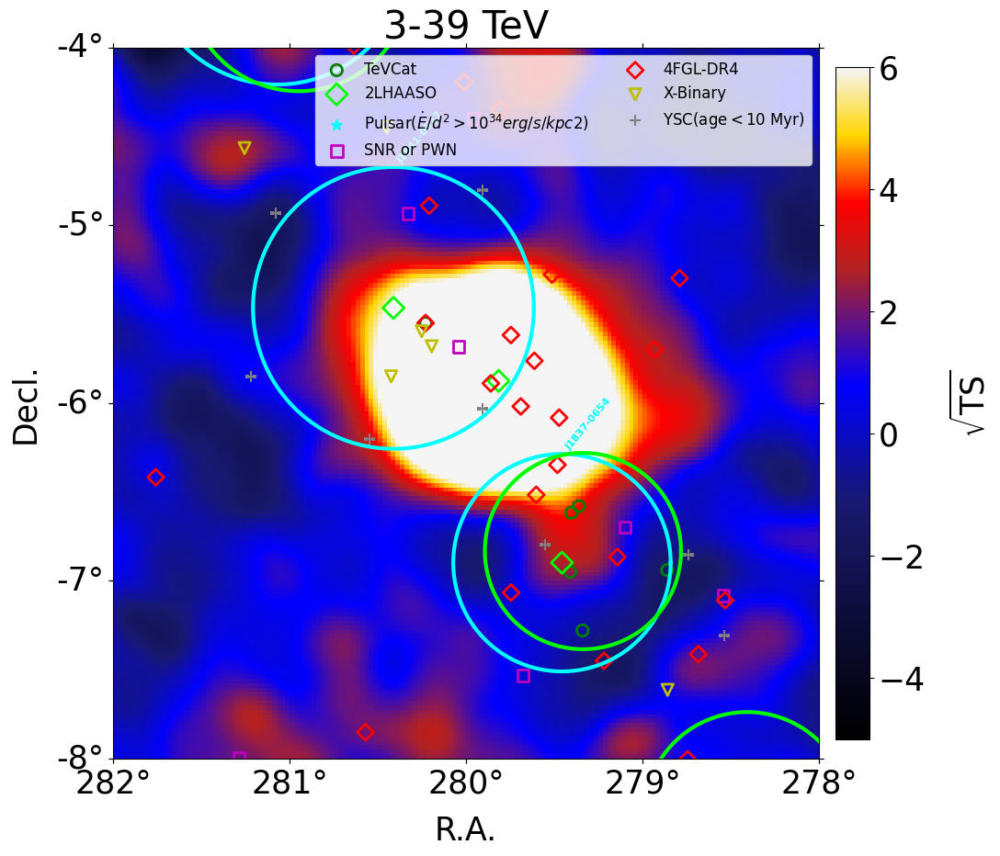 3-39 TeV
TeVCat
2LHAASO
Pulsar(Ė/d² > 10³⁴erg/s/kpc2)
SNR or PWN
4FGL-DR4
X-Binary
YSC(age < 10 Myr)
J1837-0654
-4°
-5°
-6°
-7°
-8°
Decl.
282°
281°
280°
279°
278°
R.A.
6
4
2
0
−2
−4
√TS